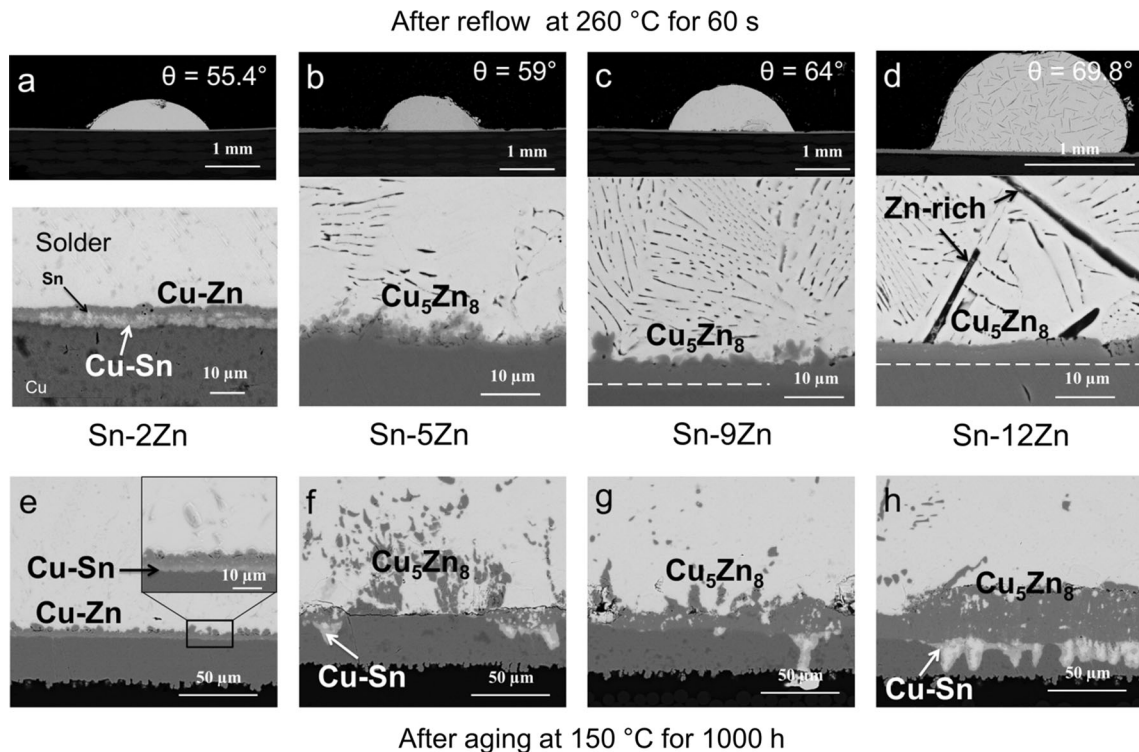 After reflow at 260 °C for 60 s
a
θ = 55.4°
1 mm
b
θ = 59°
1 mm
c
θ = 64°
1 mm
d
θ = 69.8°
1 mm
Solder
Sn
Cu-Zn
Cu-Sn
Cu
10 µm
Cu₅Zn₈
10 µm
Cu₅Zn₈
10 µm
Zn-rich
Cu₅Zn₈
10 µm
Sn-2Zn
Sn-5Zn
Sn-9Zn
Sn-12Zn
e
Cu-Sn
10 µm
Cu-Zn
50 µm
f
Cu₅Zn₈
Cu-Sn
50 µm
g
Cu₅Zn₈
50 µm
h
Cu₅Zn₈
Cu-Sn
50 µm
After aging at 150 °C for 1000 h